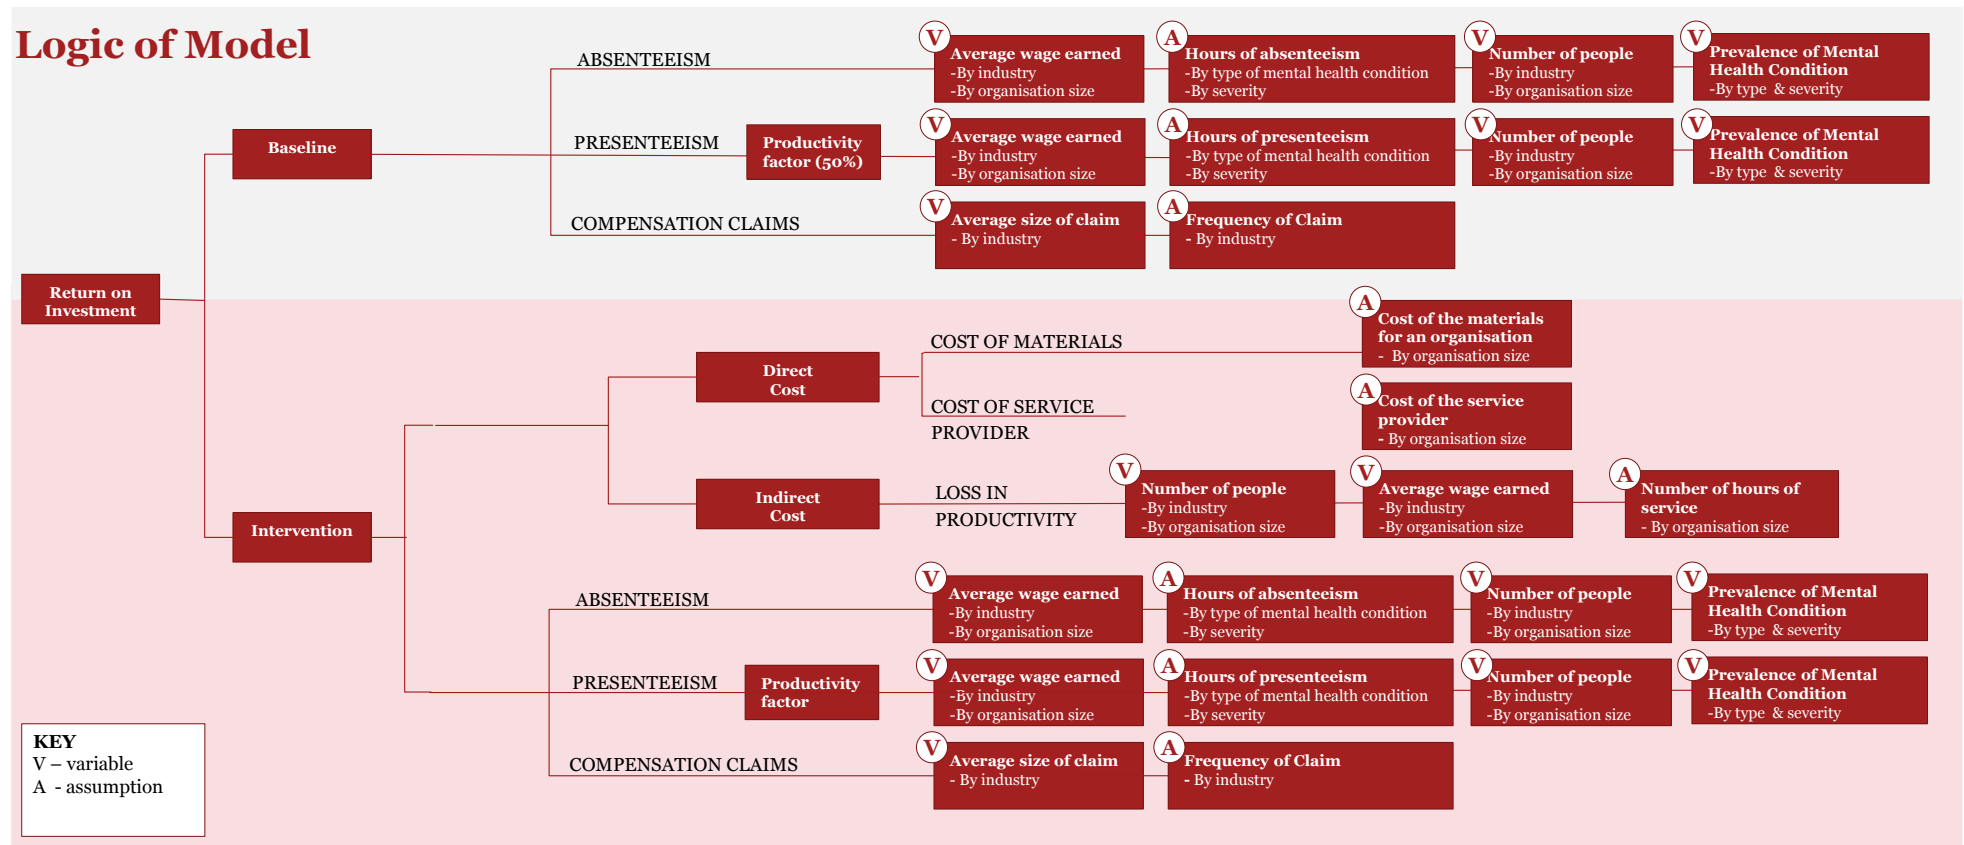 Logic of Model
ABSENTEEISM
V
Average wage earned
-By industry
-By organisation size
A
Hours of absenteeism
-By type of mental health condition
-By severity
V
Number of people
-By industry
-By organisation size
V
Prevalence of Mental
Health Condition
-By type & severity
Baseline
PRESENTEEISM
Productivity
factor (50%)
V
Average wage earned
-By industry
-By organisation size
A
Hours of presenteeism
-By type of mental health condition
-By severity
V
Number of people
-By industry
-By organisation size
V
Prevalence of Mental
Health Condition
-By type & severity
COMPENSATION CLAIMS
V
Average size of claim
- By industry
A
Frequency of Claim
- By industry
Return on
Investment
Direct
Cost
COST OF MATERIALS
A
Cost of the materials
for an organisation
- By organisation size
COST OF SERVICE
PROVIDER
A
Cost of the service
provider
- By organisation size
Intervention
Indirect
Cost
LOSS IN
PRODUCTIVITY
V
Number of people
-By industry
-By organisation size
V
Average wage earned
-By industry
-By organisation size
A
Number of hours of
service
- By organisation size
ABSENTEEISM
V
Average wage earned
-By industry
-By organisation size
A
Hours of absenteeism
-By type of mental health condition
-By severity
V
Number of people
-By industry
-By organisation size
V
Prevalence of Mental
Health Condition
-By type & severity
PRESENTEEISM
Productivity
factor
V
Average wage earned
-By industry
-By organisation size
A
Hours of presenteeism
-By type of mental health condition
-By severity
V
Number of people
-By industry
-By organisation size
V
Prevalence of Mental
Health Condition
-By type & severity
COMPENSATION CLAIMS
V
Average size of claim
- By industry
A
Frequency of Claim
- By industry
KEY
V – variable
A - assumption